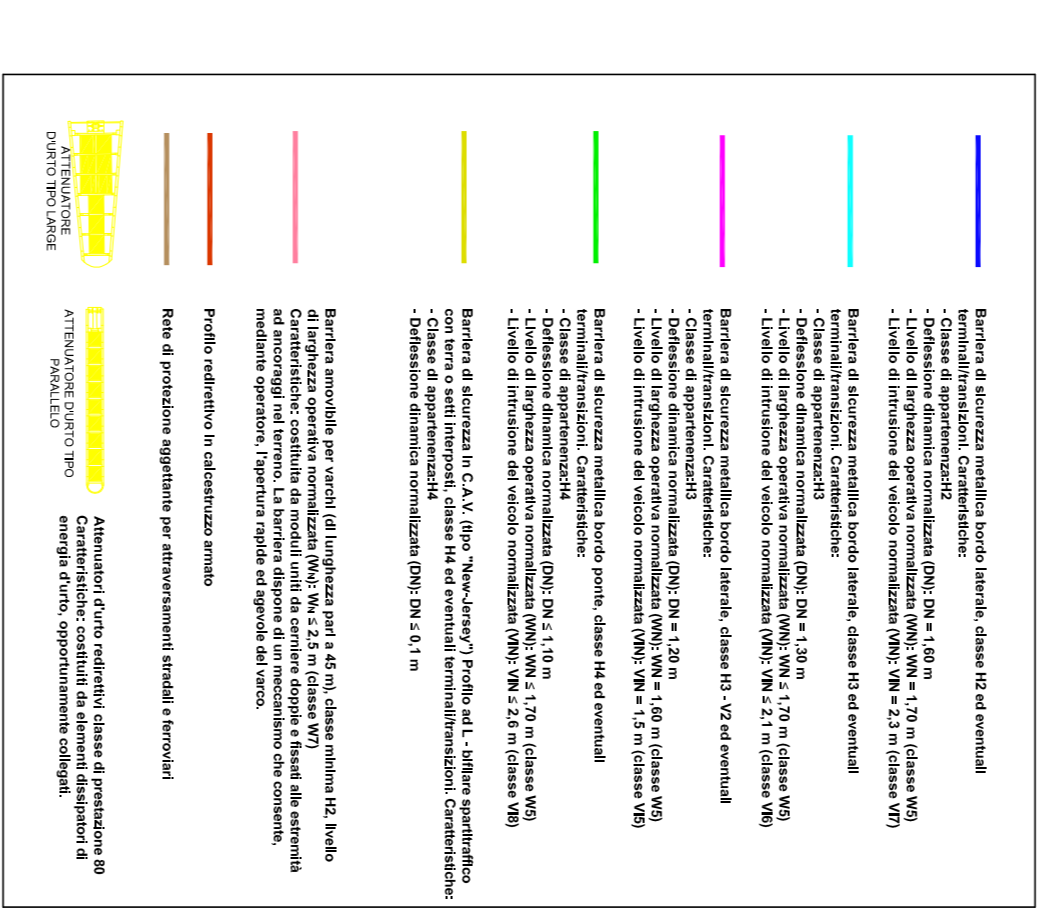 Barriera di sicurezza metallica bordo laterale, classe H2 ed eventuali
terminali/transizioni. Caratteristiche:
- Classe di appartenenza:H2
- Deflessione dinamica normalizzata (DN): DN = 1,60 m
- Livello di larghezza operativa normalizzata (WN): WN = 1,70 m (classe W5)
- Livello di intrusione del veicolo normalizzata (VIN): VIN = 2,3 m (classe VI7)
Barriera di sicurezza metallica bordo laterale, classe H3 ed eventuali
terminali/transizioni. Caratteristiche:
- Classe di appartenenza:H3
- Deflessione dinamica normalizzata (DN): DN = 1,30 m
- Livello di larghezza operativa normalizzata (WN): WN ≤ 1,70 m (classe W5)
- Livello di intrusione del veicolo normalizzata (VIN): VIN ≤ 2,1 m (classe VI6)
Barriera di sicurezza metallica bordo laterale, classe H3 - V2 ed eventuali
terminali/transizioni. Caratteristiche:
- Classe di appartenenza:H3
- Deflessione dinamica normalizzata (DN): DN = 1,20 m
- Livello di larghezza operativa normalizzata (WN): WN = 1,60 m (classe W5)
- Livello di intrusione del veicolo normalizzata (VIN): VIN = 1,5 m (classe VI5)
Barriera di sicurezza metallica bordo ponte, classe H4 ed eventuali
terminali/transizioni. Caratteristiche:
- Classe di appartenenza:H4
- Deflessione dinamica normalizzata (DN): DN ≤ 1,10 m
- Livello di larghezza operativa normalizzata (WN): WN ≤ 1,70 m (classe W5)
- Livello di intrusione del veicolo normalizzata (VIN): VIN ≤ 2,6 m (classe VI8)
Barriera di sicurezza in C.A.V. (tipo "New-Jersey") Profilo ad L - bifilare spartitraffico
con terra o setti interposti, classe H4 ed eventuali terminali/transizioni. Caratteristiche:
- Classe di appartenenza:H4
- Deflessione dinamica normalizzata (DN): DN ≤ 0,1 m
Barriera amovibile per varchi (di lunghezza pari a 45 m), classe minima H2, livello
di larghezza operativa normalizzata (WN): WN ≤ 2,5 m (classe W7)
Caratteristiche: costituita da moduli uniti da cerniere doppie e fissati alle estremità
ad ancoraggi nel terreno. La barriera dispone di un meccanismo che consente,
mediante operatore, l'apertura rapide ed agevole del varco.
Profilo redirettivo in calcestruzzo armato
Rete di protezione aggettante per attraversamenti stradali e ferroviari
ATTENUATORE
D'URTO TIPO LARGE
ATTENUATORE D'URTO TIPO
PARALLELO
Attenuatori d'urto redirettivi classe di prestazione 80
Caratteristiche: costituiti da elementi dissipatori di
energia d'urto, opportunamente collegati.